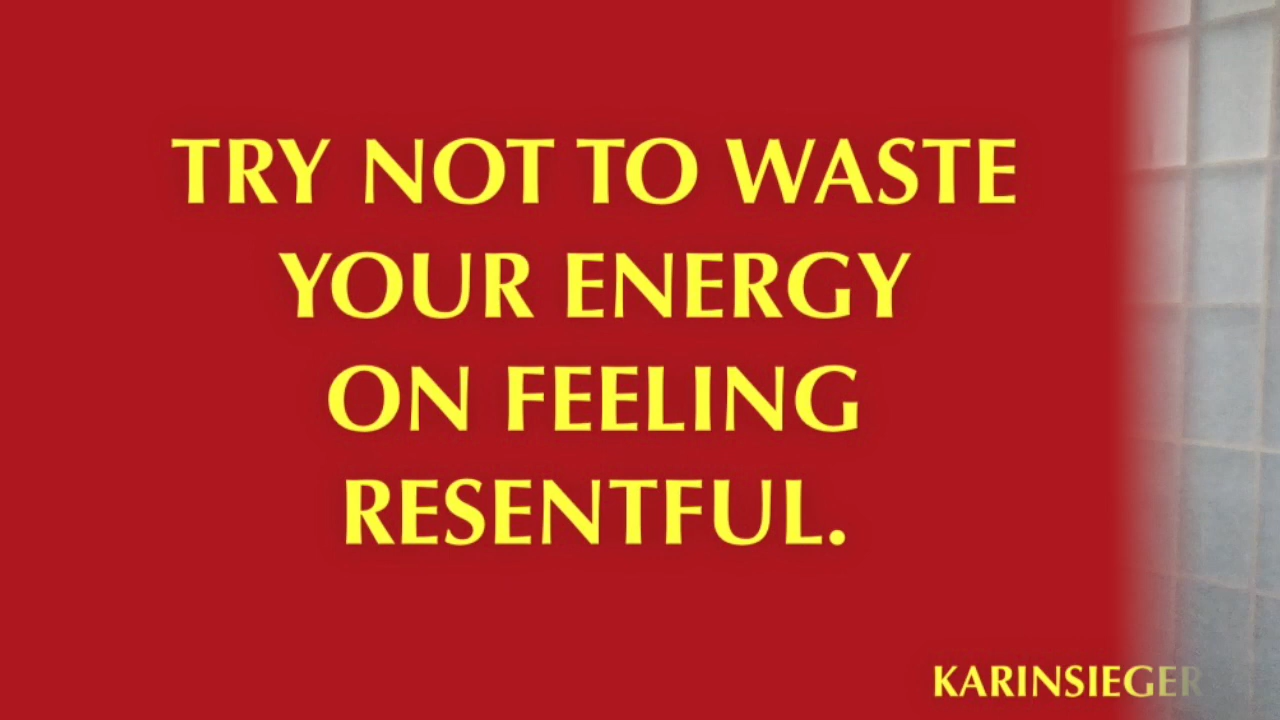 TRY NOT TO WASTE
YOUR ENERGY
ON FEELING
RESENTFUL.
KARINSIEGER